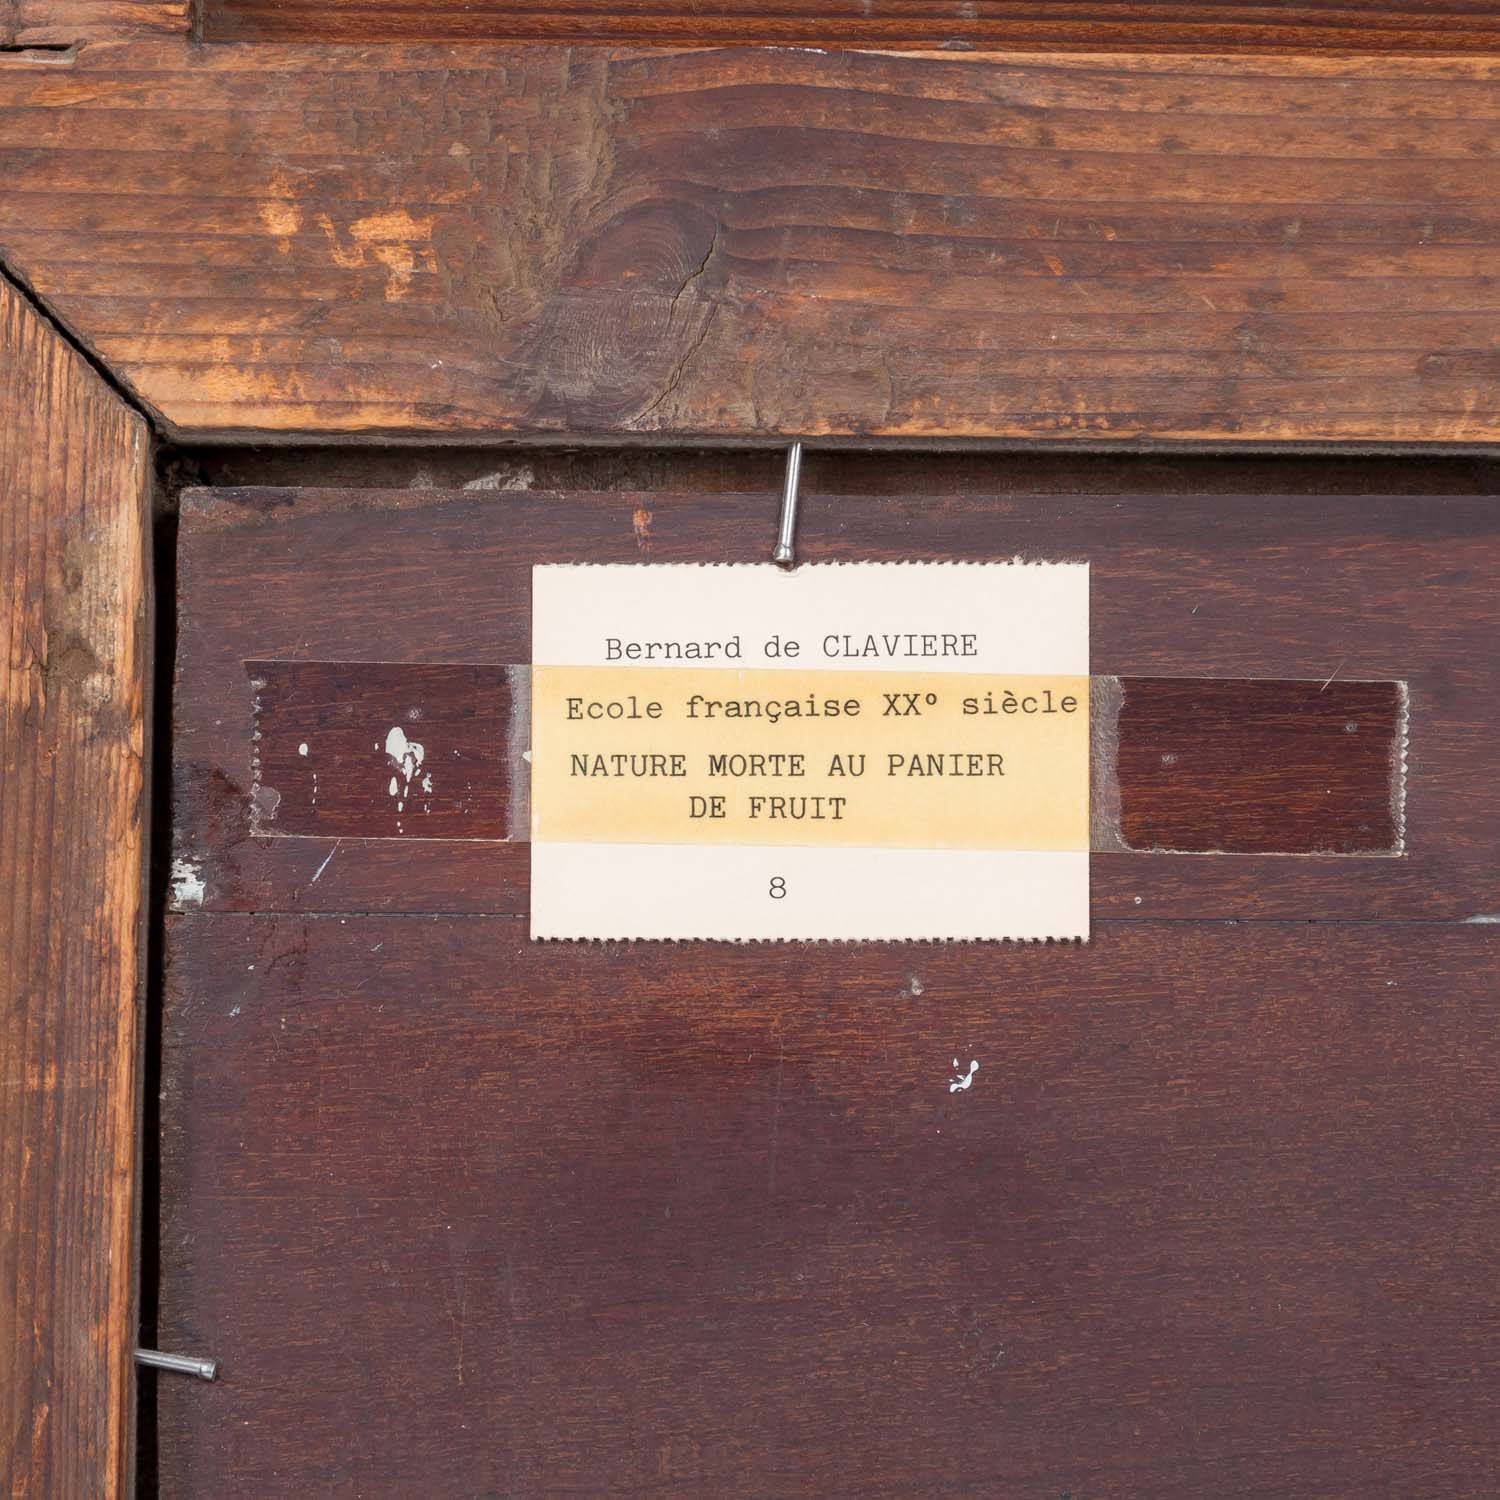 Bernard de CLAVIERE
Ecole française XXº siècle
NATURE MORTE AU PANIER
DE FRUIT
8